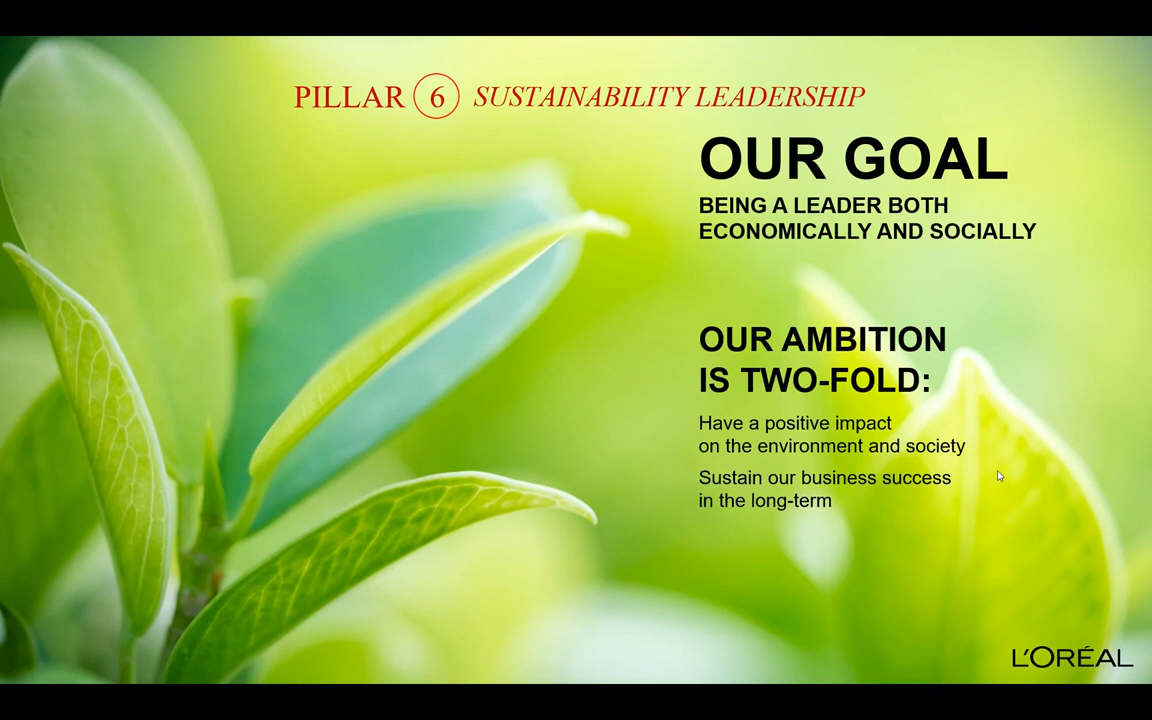 PILLAR 6 SUSTAINABILITY LEADERSHIP
OUR GOAL
BEING A LEADER BOTH
ECONOMICALLY AND SOCIALLY
OUR AMBITION
IS TWO-FOLD:
Have a positive impact
on the environment and society
Sustain our business success
in the long-term
L'ORÉAL